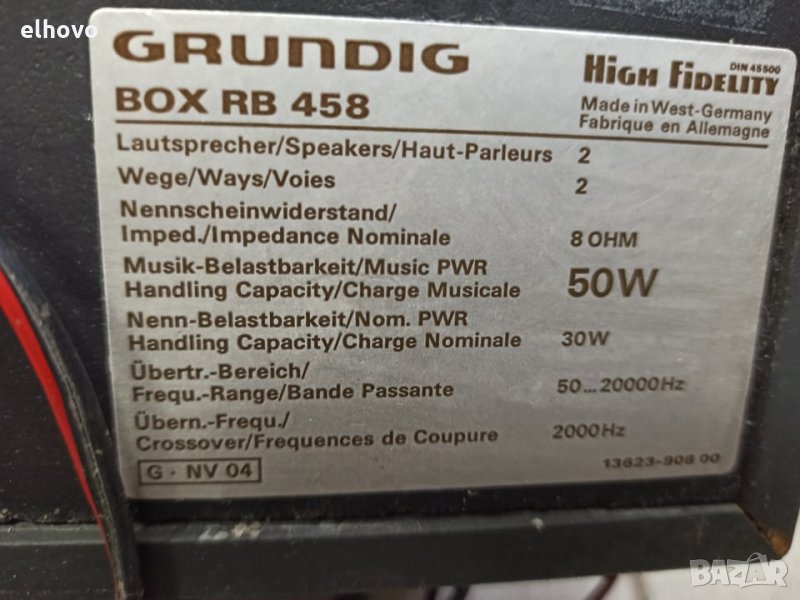 elhovo
GRUNDIG
HIGH FIDELITY DIN 45500
BOX RB 458
Made in West-Germany
Fabrique en Allemagne
Lautsprecher/Speakers/Haut-Parleurs 2
Wege/Ways/Voies 2
Nennscheinwiderstand/
Imped./Impedance Nominale 8 OHM
Musik-Belastbarkeit/Music PWR
Handling Capacity/Charge Musicale 50W
Nenn-Belastbarkeit/Nom. PWR
Handling Capacity/Charge Nominale 30W
Übertr.-Bereich/
Frequ.-Range/Bande Passante 50...20000Hz
Übern.-Frequ./
Crossover/Frequences de Coupure 2000Hz
G · NV 04
13623-908 00
BAZAR